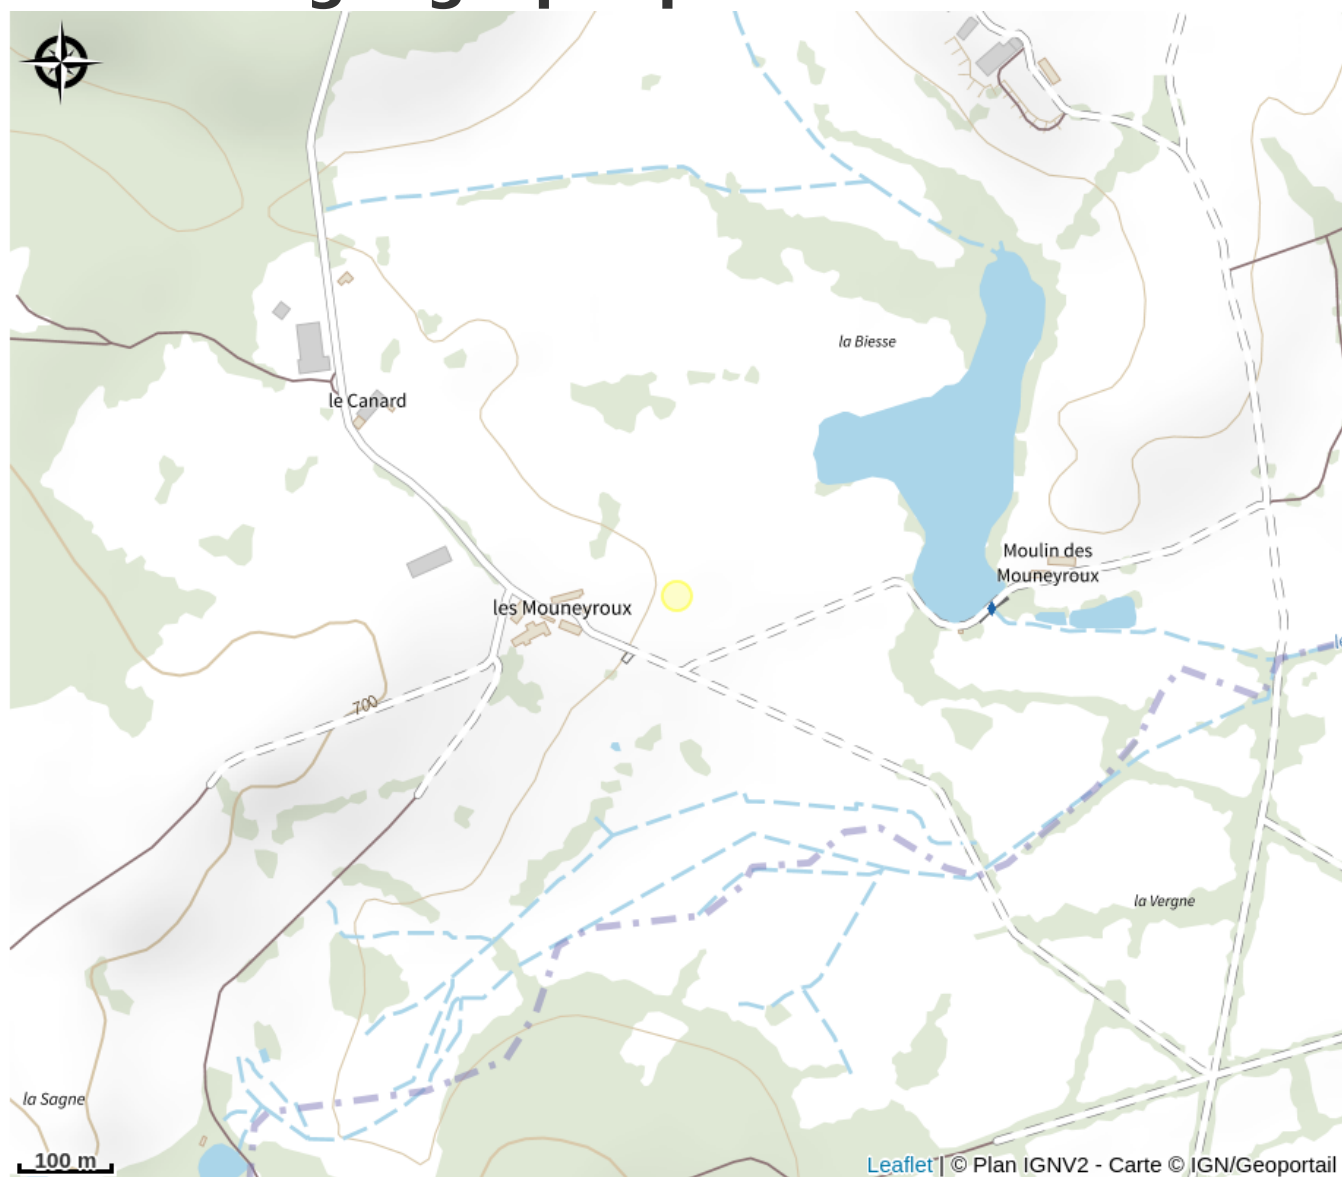 la Biesse
le Canard
Moulin des
Mouneyroux
les Mouneyroux
700
la Vergne
la Sagne
100 m
Leaflet | © Plan IGNV2 - Carte © IGN/Geoportail